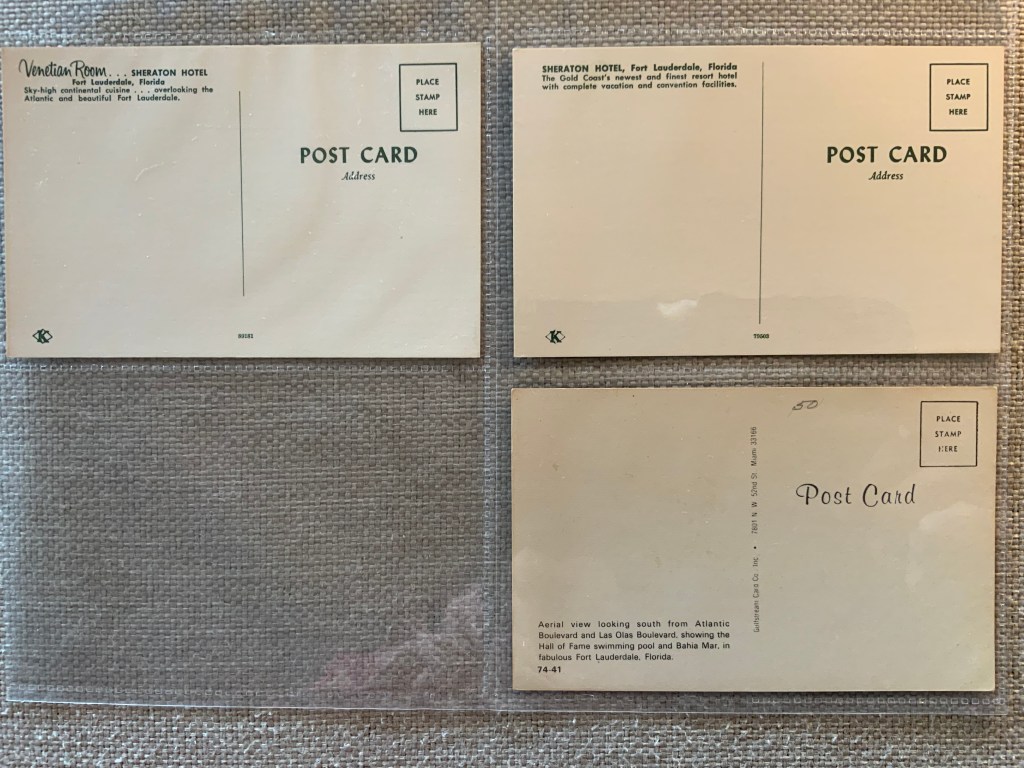 Venetian Room . . . SHERATON HOTEL
Fort Lauderdale, Florida
Sky-high continental cuisine . . . overlooking the
Atlantic and beautiful Fort Lauderdale.
PLACE
STAMP
HERE
POST CARD
Address
K
SHERATON HOTEL, Fort Lauderdale, Florida
The Gold Coast's newest and finest resort hotel
with complete vacation and convention facilities.
PLACE
STAMP
HERE
POST CARD
Address
K
50
PLACE
STAMP
HERE
Post Card
Gulfstream Card Co. Inc. • 7801 N. W. 52nd St. Miami 33166
Aerial view looking south from Atlantic
Boulevard and Las Olas Boulevard, showing the
Hall of Fame swimming pool and Bahia Mar, in
fabulous Fort Lauderdale, Florida.
74-41